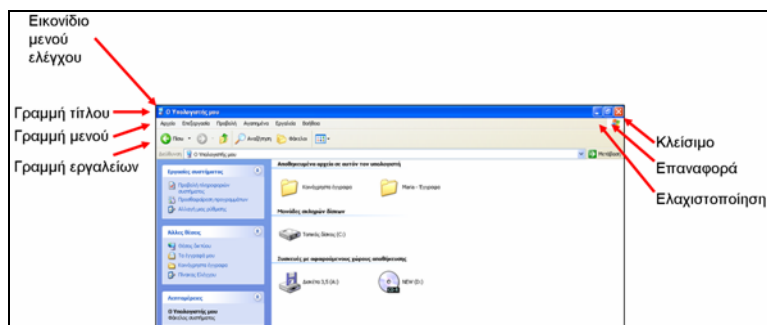 Εικονίδιο
μενού
ελέγχου
Γραμμή τίτλου
Γραμμή μενού
Γραμμή εργαλείων
Ο Υπολογιστής μου
Αρχείο Επεξεργασία Προβολή Αγαπημένα Εργαλεία Βοήθεια
Πίσω Αναζήτηση Φάκελοι
Διεύθυνση Ο Υπολογιστής μου Μετάβαση
Εργασίες συστήματος
Προβολή πληροφοριών
συστήματος
Προσθαφαίρεση προγραμμάτων
Αλλαγή μιας ρύθμισης
Άλλες θέσεις
Θέσεις δικτύου
Τα έγγραφά μου
Κοινόχρηστα έγγραφα
Πίνακας Ελέγχου
Λεπτομέρειες
Ο Υπολογιστής μου
Φάκελος συστήματος
Αποθηκευμένα αρχεία σε αυτόν τον υπολογιστή
Κοινόχρηστα έγγραφα
Maria - Έγγραφα
Μονάδες σκληρών δίσκων
Τοπικός δίσκος (C:)
Συσκευές με αφαιρούμενους χώρους αποθήκευσης
Δισκέτα 3,5 (A:)
NEW (D:)
Κλείσιμο
Επαναφορά
Ελαχιστοποίηση